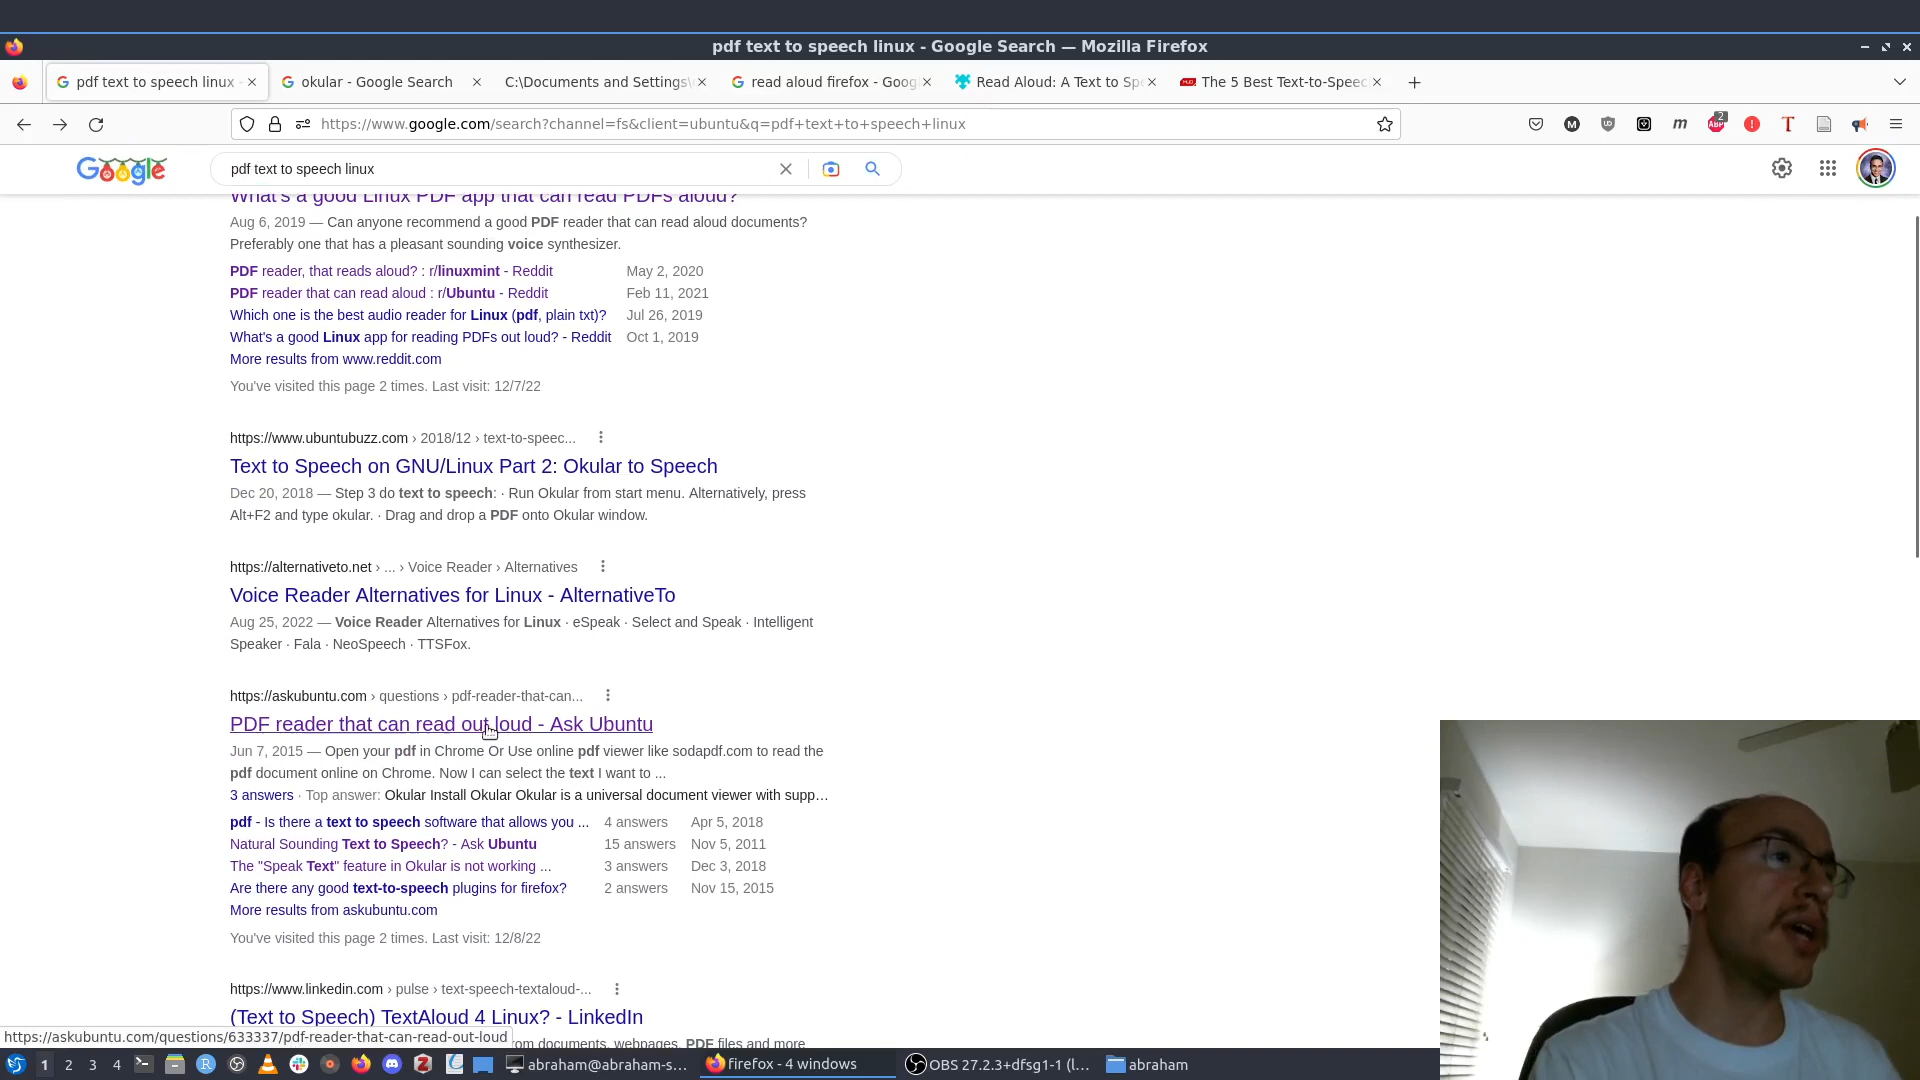 pdf text to speech linux - Google Search — Mozilla Firefox
pdf text to speech linux
okular - Google Search
C:\Documents and Settings\
read aloud firefox - Goog
Read Aloud: A Text to Spe
The 5 Best Text-to-Speec
https://www.google.com/search?channel=fs&client=ubuntu&q=pdf+text+to+speech+linux
2
Google
pdf text to speech linux
What's a good Linux PDF app that can read PDFs aloud?
Aug 6, 2019 — Can anyone recommend a good PDF reader that can read aloud documents?
Preferably one that has a pleasant sounding voice synthesizer.
PDF reader, that reads aloud? : r/linuxmint - Reddit May 2, 2020
PDF reader that can read aloud : r/Ubuntu - Reddit Feb 11, 2021
Which one is the best audio reader for Linux (pdf, plain txt)? Jul 26, 2019
What's a good Linux app for reading PDFs out loud? - Reddit Oct 1, 2019
More results from www.reddit.com
You've visited this page 2 times. Last visit: 12/7/22
https://www.ubuntubuzz.com › 2018/12 › text-to-speec...
Text to Speech on GNU/Linux Part 2: Okular to Speech
Dec 20, 2018 — Step 3 do text to speech: · Run Okular from start menu. Alternatively, press
Alt+F2 and type okular. · Drag and drop a PDF onto Okular window.
https://alternativeto.net › ... › Voice Reader › Alternatives
Voice Reader Alternatives for Linux - AlternativeTo
Aug 25, 2022 — Voice Reader Alternatives for Linux · eSpeak · Select and Speak · Intelligent
Speaker · Fala · NeoSpeech · TTSFox.
https://askubuntu.com › questions › pdf-reader-that-can...
PDF reader that can read out loud - Ask Ubuntu
Jun 7, 2015 — Open your pdf in Chrome Or Use online pdf viewer like sodapdf.com to read the
pdf document online on Chrome. Now I can select the text I want to ...
3 answers · Top answer: Okular Install Okular Okular is a universal document viewer with supp…
pdf - Is there a text to speech software that allows you ... 4 answers Apr 5, 2018
Natural Sounding Text to Speech? - Ask Ubuntu 15 answers Nov 5, 2011
The "Speak Text" feature in Okular is not working ... 3 answers Dec 3, 2018
Are there any good text-to-speech plugins for firefox? 2 answers Nov 15, 2015
More results from askubuntu.com
You've visited this page 2 times. Last visit: 12/8/22
https://www.linkedin.com › pulse › text-speech-textaloud-...
(Text to Speech) TextAloud 4 Linux? - LinkedIn
https://askubuntu.com/questions/633337/pdf-reader-that-can-read-out-loud
om documents, webpages, PDF files and more
1 2 3 4
abraham@abraham-s...
firefox - 4 windows
OBS 27.2.3+dfsg1-1 (l...
abraham